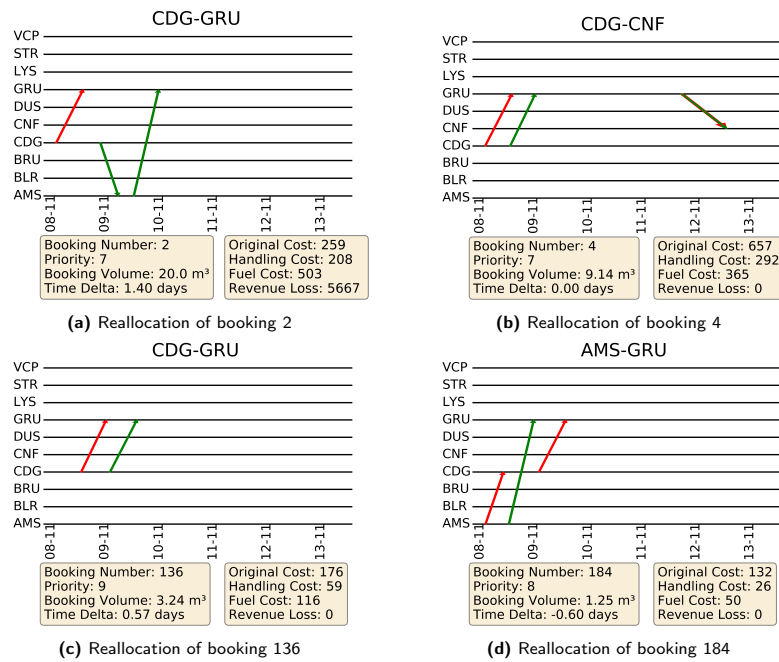 CDG-GRU
VCP
STR
LYS
GRU
DUS
CNF
CDG
BRU
BLR
AMS
08-11
09-11
10-11
11-11
12-11
13-11
Booking Number: 2
Priority: 7
Booking Volume: 20.0 m³
Time Delta: 1.40 days
Original Cost: 259
Handling Cost: 208
Fuel Cost: 503
Revenue Loss: 5667
(a) Reallocation of booking 2
CDG-CNF
VCP
STR
LYS
GRU
DUS
CNF
CDG
BRU
BLR
AMS
08-11
09-11
10-11
11-11
12-11
13-11
Booking Number: 4
Priority: 7
Booking Volume: 9.14 m³
Time Delta: 0.00 days
Original Cost: 657
Handling Cost: 292
Fuel Cost: 365
Revenue Loss: 0
(b) Reallocation of booking 4
CDG-GRU
VCP
STR
LYS
GRU
DUS
CNF
CDG
BRU
BLR
AMS
08-11
09-11
10-11
11-11
12-11
13-11
Booking Number: 136
Priority: 9
Booking Volume: 3.24 m³
Time Delta: 0.57 days
Original Cost: 176
Handling Cost: 59
Fuel Cost: 116
Revenue Loss: 0
(c) Reallocation of booking 136
AMS-GRU
VCP
STR
LYS
GRU
DUS
CNF
CDG
BRU
BLR
AMS
08-11
09-11
10-11
11-11
12-11
13-11
Booking Number: 184
Priority: 8
Booking Volume: 1.25 m³
Time Delta: -0.60 days
Original Cost: 132
Handling Cost: 26
Fuel Cost: 50
Revenue Loss: 0
(d) Reallocation of booking 184